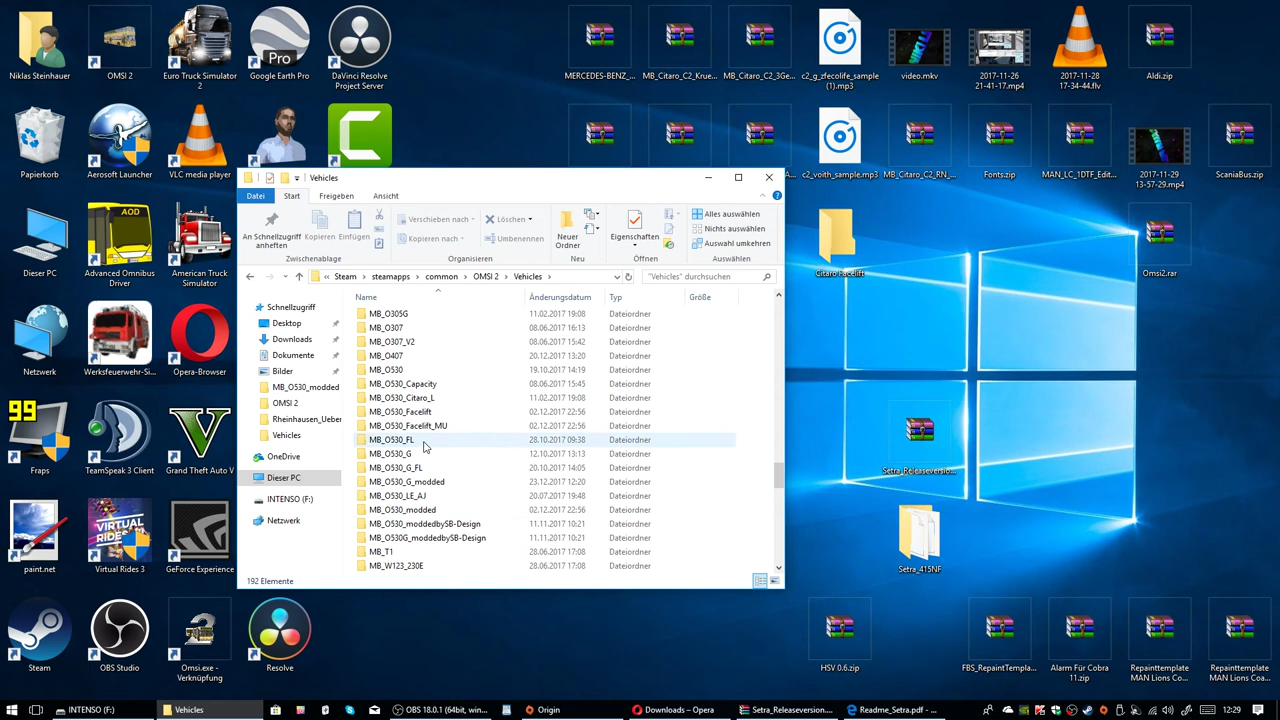 Niklas Steinhauer
OMSI 2
Euro Truck Simulator 2
Google Earth Pro
DaVinci Resolve Project Server
MERCEDES-BENZ_...
MB_Citaro_C2_Krue...
MB_Citaro_C2_3Ge...
c2_g_zfecolife_sample (1).mp3
video.mkv
2017-11-26 21-41-17.mp4
2017-11-28 17-34-44.flv
Aldi.zip
Pro
Papierkorb
Aerosoft Launcher
VLC media player
c2_voith_sample.mp3
MB_Citaro_C2_RN_...
Fonts.zip
MAN_LC_1DTF_Edit...
2017-11-29 13-57-29.mp4
ScaniaBus.zip
Vehicles
Datei
Start
Freigeben
Ansicht
An Schnellzugriff anheften
Kopieren
Einfügen
Verschieben nach
Kopieren nach
Löschen
Umbenennen
Neuer Ordner
Eigenschaften
Alles auswählen
Nichts auswählen
Auswahl umkehren
Zwischenablage
Organisieren
Neu
Öffnen
Auswählen
« Steam › steamapps › common › OMSI 2 › Vehicles ›
"Vehicles" durchsuchen
Name
Änderungsdatum
Typ
Größe
Schnellzugriff
Desktop
Downloads
Dokumente
Bilder
MB_O530_modded
OMSI 2
Rheinhausen_Ueber
Vehicles
OneDrive
Dieser PC
INTENSO (F:)
Netzwerk
MB_O305G 11.02.2017 19:08 Dateiordner
MB_O307 08.06.2017 16:13 Dateiordner
MB_O307_V2 08.06.2017 15:42 Dateiordner
MB_O407 20.12.2017 13:20 Dateiordner
MB_O530 19.10.2017 14:19 Dateiordner
MB_O530_Capacity 08.06.2017 15:45 Dateiordner
MB_O530_Citaro_L 11.02.2017 19:08 Dateiordner
MB_O530_Facelift 02.12.2017 22:56 Dateiordner
MB_O530_Facelift_MU 02.12.2017 22:56 Dateiordner
MB_O530_FL 28.10.2017 09:38 Dateiordner
MB_O530_G 12.10.2017 13:13 Dateiordner
MB_O530_G_FL 20.10.2017 14:05 Dateiordner
MB_O530_G_modded 23.12.2017 12:20 Dateiordner
MB_O530_LE_AJ 20.07.2017 19:48 Dateiordner
MB_O530_modded 02.12.2017 22:56 Dateiordner
MB_O530_moddedbySB-Design 11.11.2017 10:21 Dateiordner
MB_O530G_moddedbySB-Design 11.11.2017 10:21 Dateiordner
MB_T1 28.06.2017 17:08 Dateiordner
MB_W123_230E 28.06.2017 17:08 Dateiordner
192 Elemente
AOD
Dieser PC
Advanced Omnibus Driver
American Truck Simulator
Citaro Facelift
Omsi2.rar
Netzwerk
Werksfeuerwehr-Si...
Opera-Browser
99
Fraps
TeamSpeak 3 Client
Grand Theft Auto V
Setra_Releaseversio...
VIRTUAL RIDES 3
paint.net
Virtual Rides 3
GeForce Experience
Setra_415NF
Steam
OBS Studio
Omsi.exe - Verknüpfung
Resolve
HSV 0.6.zip
FBS_RepaintTempla...
Alarm Für Cobra 11.zip
Repainttemplate MAN Lions Coa...
Repainttemplate MAN Lions Coa...
INTENSO (F:)
Vehicles
OBS 18.0.1 (64bit, win...
Origin
Downloads – Opera
Setra_Releaseversion....
Readme_Setra.pdf - ...
12:29